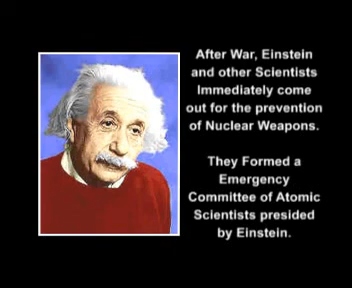 After War, Einstein
and other Scientists
Immediately come
out for the prevention
of Nuclear Weapons.
They Formed a
Emergency
Committee of Atomic
Scientists presided
by Einstein.